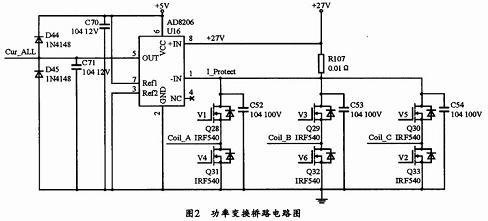 +5V
+27V
C70
104 12V
AD8206
U16
D44
1N4148
Cur_ALL
D45
1N4148
C71
104 12V
6
VCC
+IN
8
+27V
5
OUT
R107
0.01 Ω
-IN
1
I_Protect
7
Ref1
3
Ref2
NC
4
GND
2
C52
104 100V
C53
104 100V
C54
104 100V
V1
Q28
V3
Q29
V5
Q30
Coil_A
IRF540
Coil_B
IRF540
Coil_C
IRF540
V4
Q31
IRF540
V6
Q32
IRF540
V2
Q33
IRF540
图2 功率变换桥路电路图